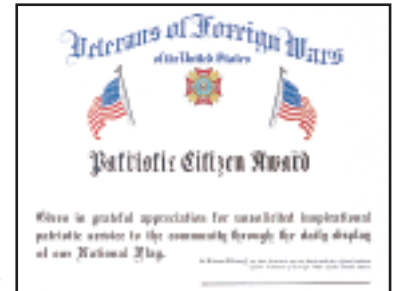 Veterans of Foreign Wars
of the United States
Patriotic Citizen Award
Given in grateful appreciation for unsolicited inspirational
patriotic service to the community through the daily display
of our National Flag.